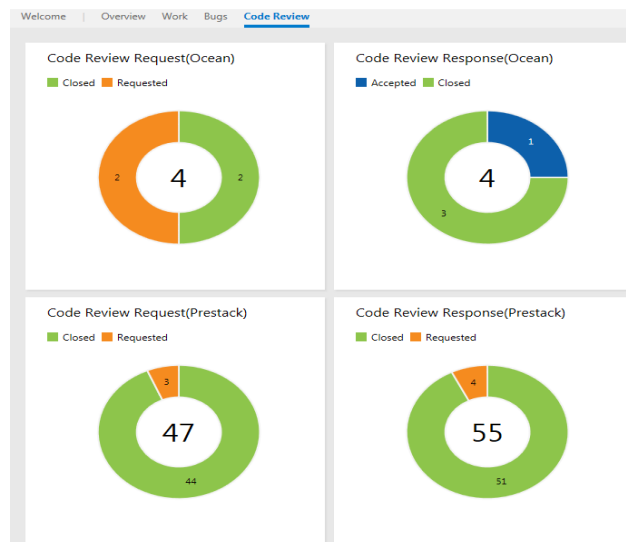 Welcome | Overview Work Bugs Code Review
Code Review Request(Ocean)
Closed Requested
2
4
2
Code Review Response(Ocean)
Accepted Closed
1
4
3
Code Review Request(Prestack)
Closed Requested
3
47
44
Code Review Response(Prestack)
Closed Requested
4
55
51